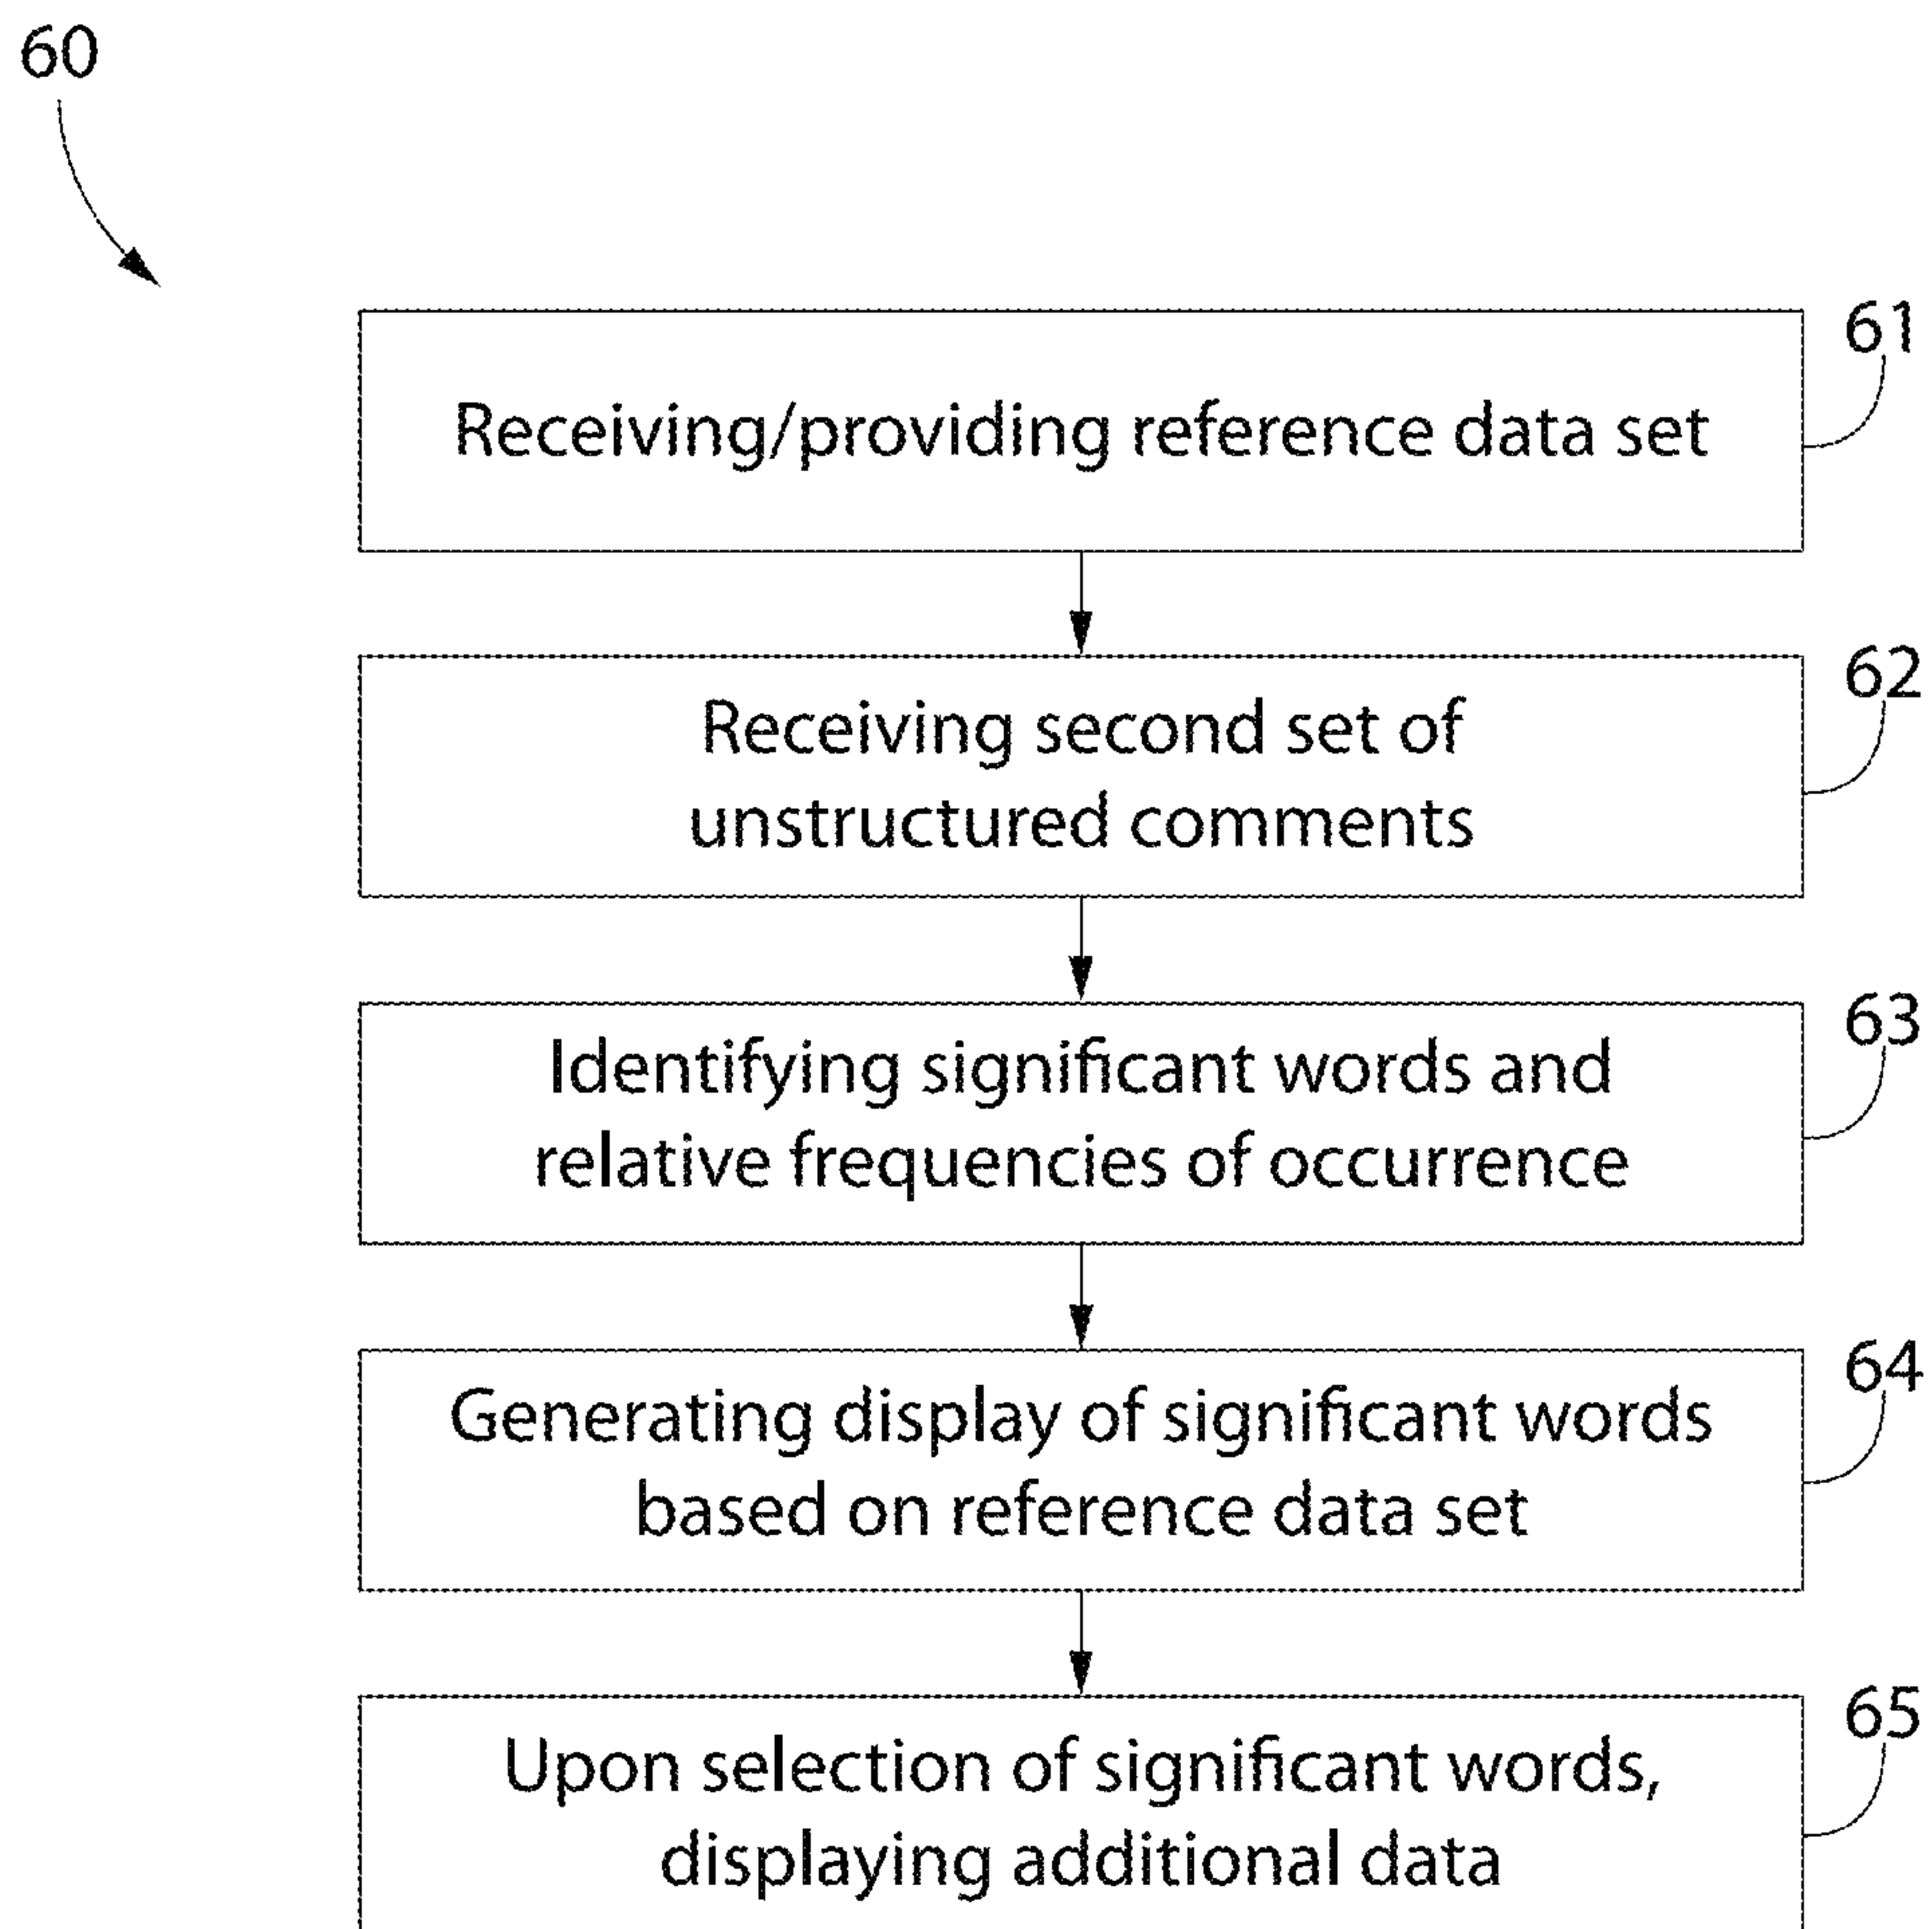 60
61
Receiving/providing reference data set
62
Receiving second set of
unstructured comments
63
Identifying significant words and
relative frequencies of occurrence
64
Generating display of significant words
based on reference data set
65
Upon selection of significant words,
displaying additional data